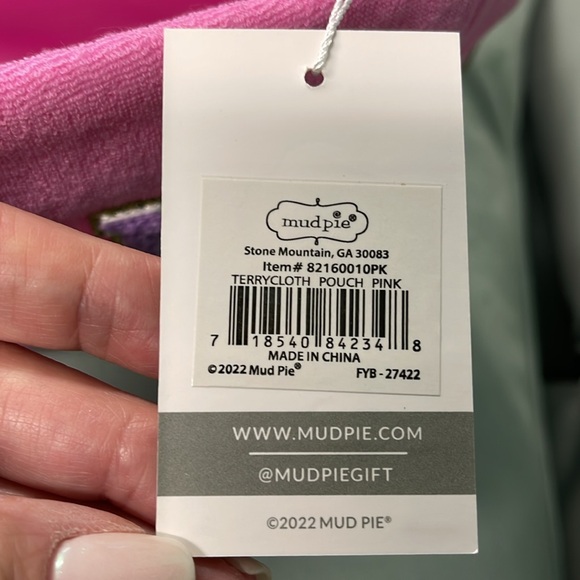 mudpie®
Stone Mountain, GA 30083
Item# 82160010PK
TERRYCLOTH POUCH PINK
7 18540 84234 8
MADE IN CHINA
©2022 Mud Pie® FYB - 27422
WWW.MUDPIE.COM
@MUDPIEGIFT
©2022 MUD PIE®